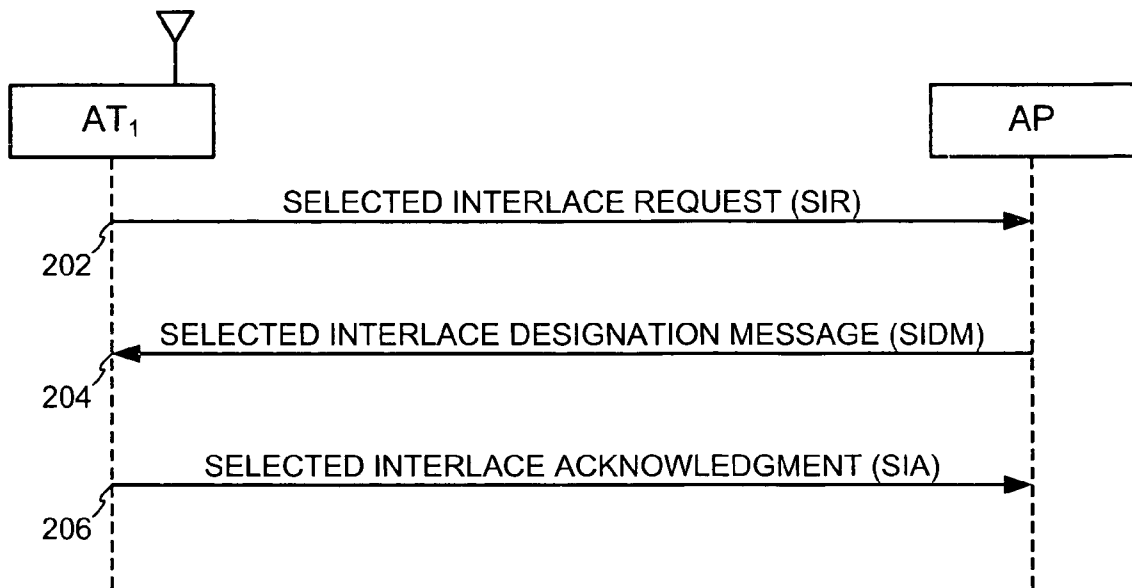 AT₁
AP
SELECTED INTERLACE REQUEST (SIR)
202
SELECTED INTERLACE DESIGNATION MESSAGE (SIDM)
204
SELECTED INTERLACE ACKNOWLEDGMENT (SIA)
206